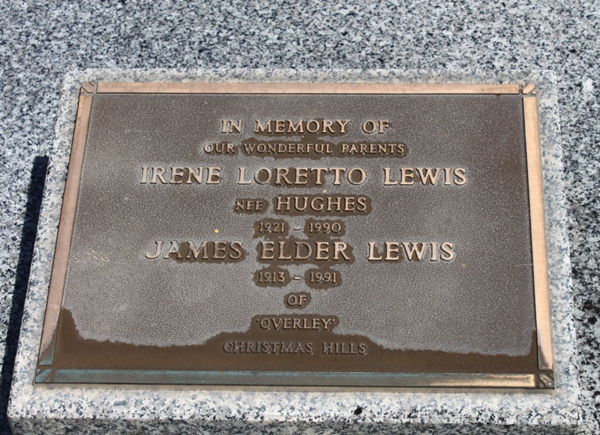 IN MEMORY OF
OUR WONDERFUL PARENTS
IRENE LORETTO LEWIS
NEE HUGHES
1921 - 1990
JAMES ELDER LEWIS
1913 - 1991
OF
'OVERLEY'
CHRISTMAS HILLS